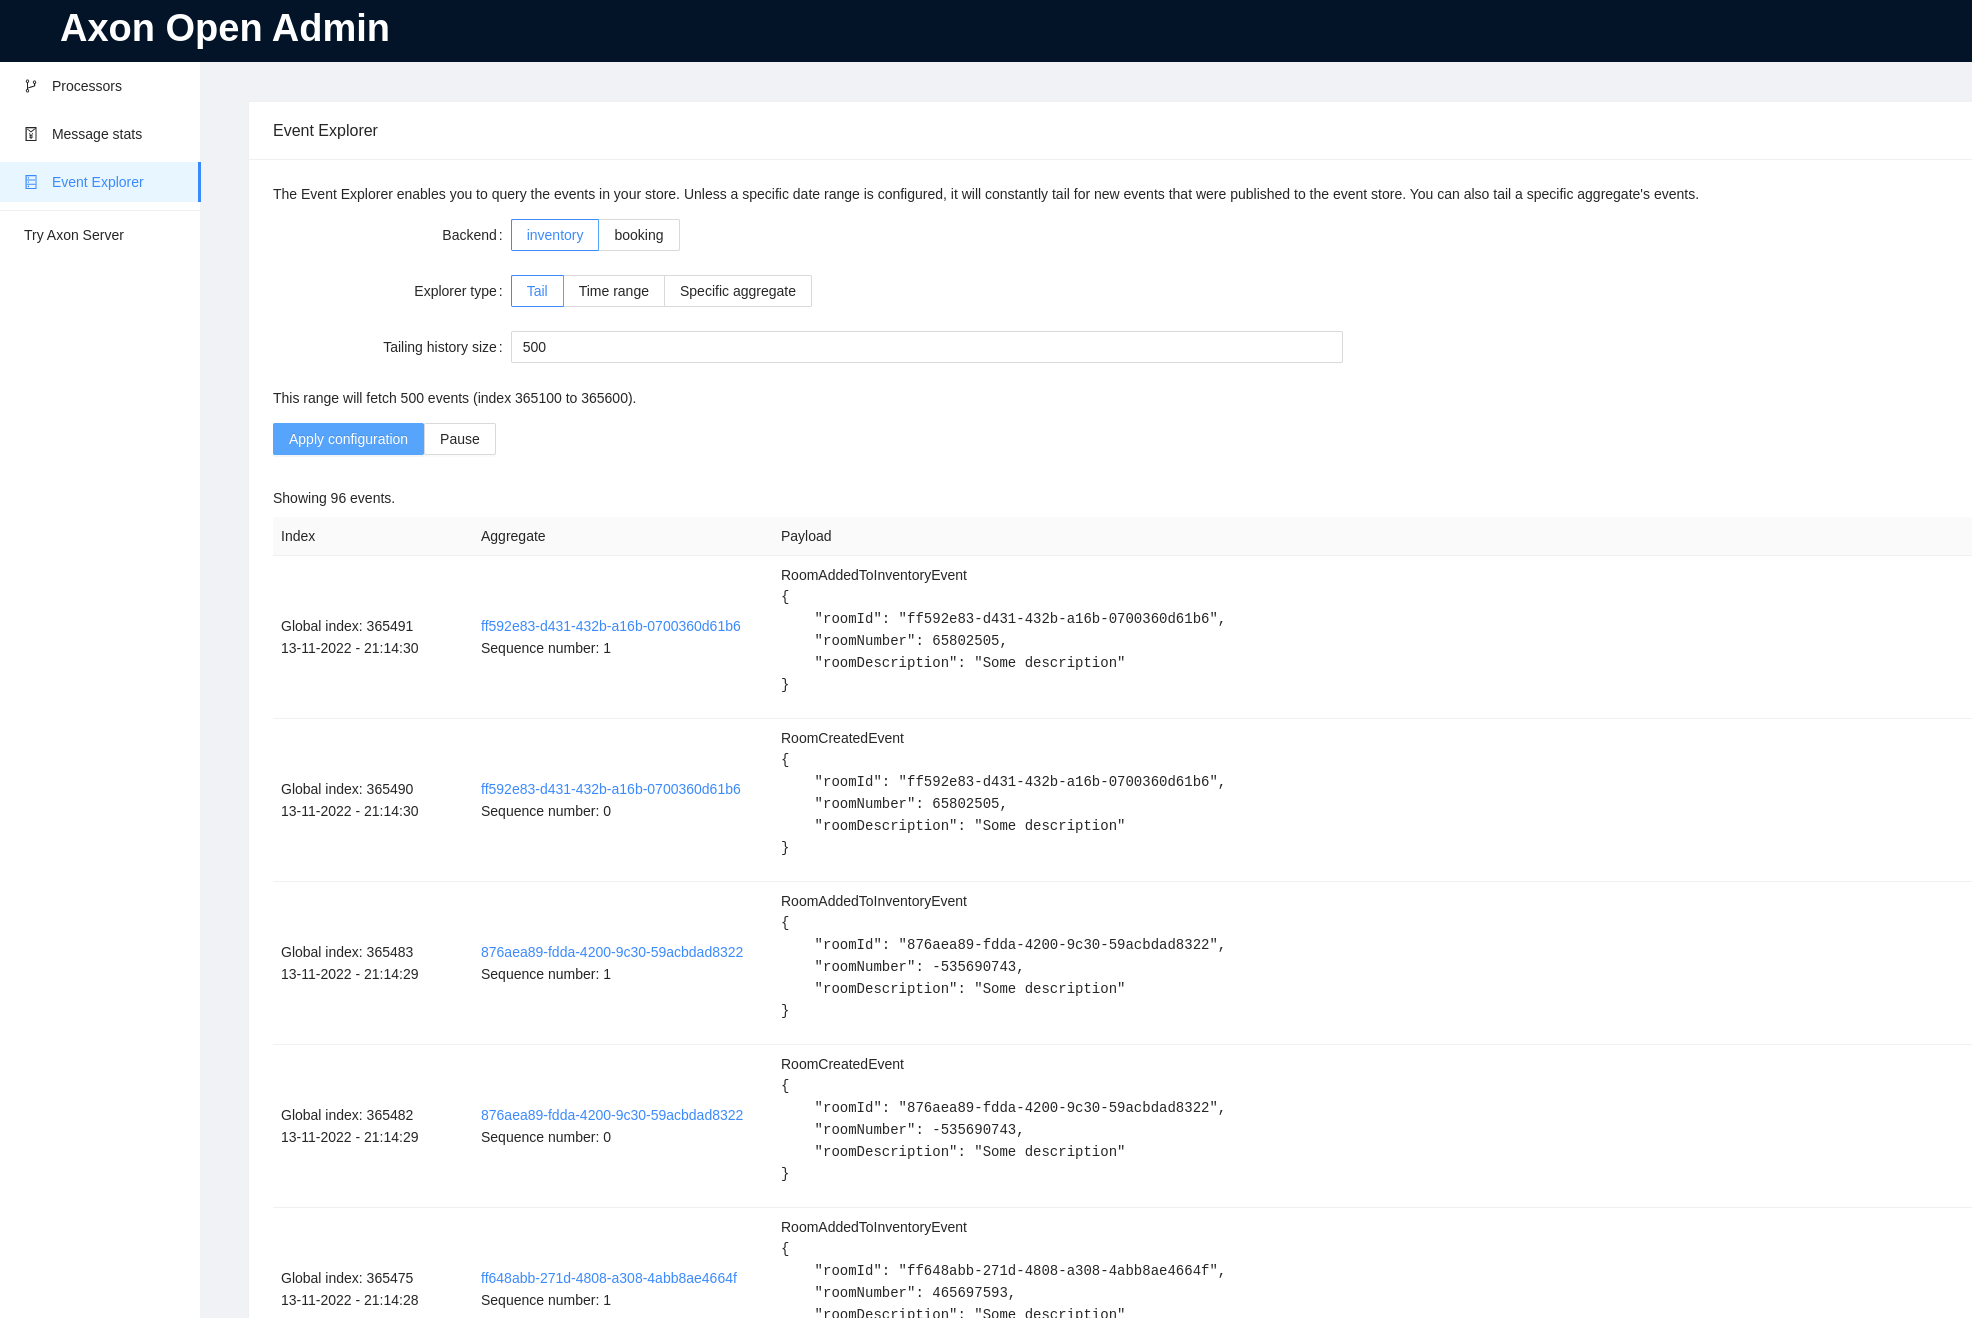 Axon Open Admin
Processors
Message stats
Event Explorer
Try Axon Server
Event Explorer
The Event Explorer enables you to query the events in your store. Unless a specific date range is configured, it will constantly tail for new events that were published to the event store. You can also tail a specific aggregate's events.
Backend: inventory booking
Explorer type: Tail Time range Specific aggregate
Tailing history size: 500
This range will fetch 500 events (index 365100 to 365600).
Apply configuration Pause
Showing 96 events.
Index Aggregate Payload
Global index: 365491
13-11-2022 - 21:14:30
ff592e83-d431-432b-a16b-0700360d61b6
Sequence number: 1
RoomAddedToInventoryEvent
{
    "roomId": "ff592e83-d431-432b-a16b-0700360d61b6",
    "roomNumber": 65802505,
    "roomDescription": "Some description"
}
Global index: 365490
13-11-2022 - 21:14:30
ff592e83-d431-432b-a16b-0700360d61b6
Sequence number: 0
RoomCreatedEvent
{
    "roomId": "ff592e83-d431-432b-a16b-0700360d61b6",
    "roomNumber": 65802505,
    "roomDescription": "Some description"
}
Global index: 365483
13-11-2022 - 21:14:29
876aea89-fdda-4200-9c30-59acbdad8322
Sequence number: 1
RoomAddedToInventoryEvent
{
    "roomId": "876aea89-fdda-4200-9c30-59acbdad8322",
    "roomNumber": -535690743,
    "roomDescription": "Some description"
}
Global index: 365482
13-11-2022 - 21:14:29
876aea89-fdda-4200-9c30-59acbdad8322
Sequence number: 0
RoomCreatedEvent
{
    "roomId": "876aea89-fdda-4200-9c30-59acbdad8322",
    "roomNumber": -535690743,
    "roomDescription": "Some description"
}
Global index: 365475
13-11-2022 - 21:14:28
ff648abb-271d-4808-a308-4abb8ae4664f
Sequence number: 1
RoomAddedToInventoryEvent
{
    "roomId": "ff648abb-271d-4808-a308-4abb8ae4664f",
    "roomNumber": 465697593,
    "roomDescription": "Some description"